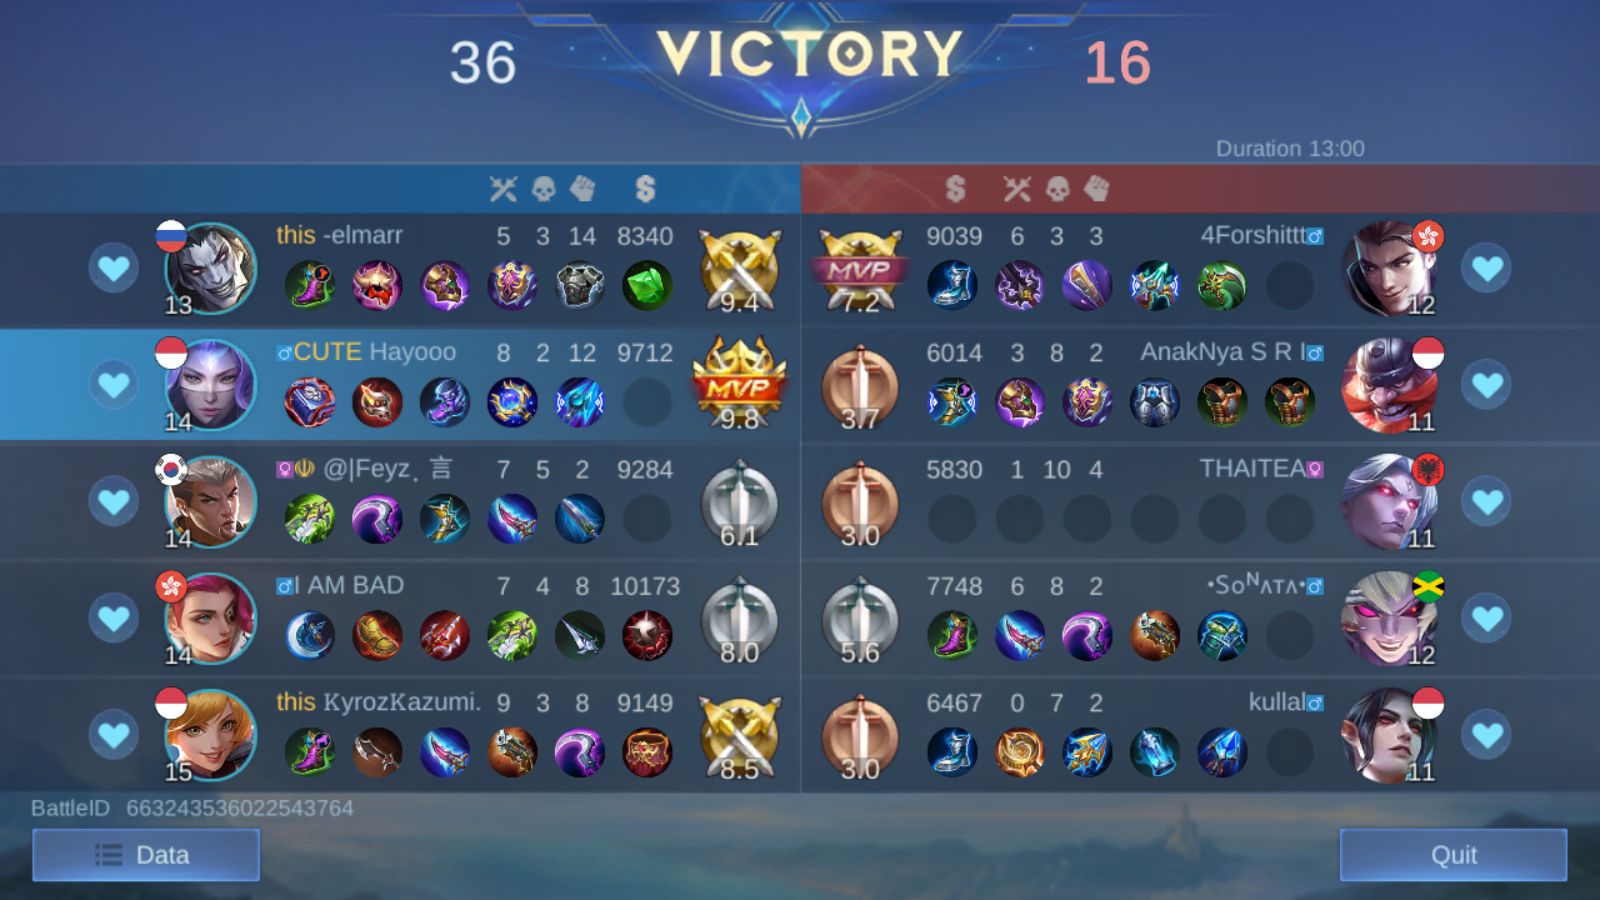 36 VICTORY 16
Duration 13:00
this -elmarr 5 3 14 8340
13 9.4
9039 6 3 3 4Forshittt
MVP 7.2 12
CUTE Hayooo 8 2 12 9712
14 MVP 9.8
6014 3 8 2 AnakNya S R I
3.7 11
@|Feyz. 言 7 5 2 9284
14 6.1
5830 1 10 4 THAITEA
3.0 11
I AM BAD 7 4 8 10173
14 8.0
7748 6 8 2 •Soᴺᴀᴛᴧ•
5.6 12
this KyrozKazumi. 9 3 8 9149
15 8.5
6467 0 7 2 kullal
3.0 11
BattleID 663243536022543764
Data
Quit